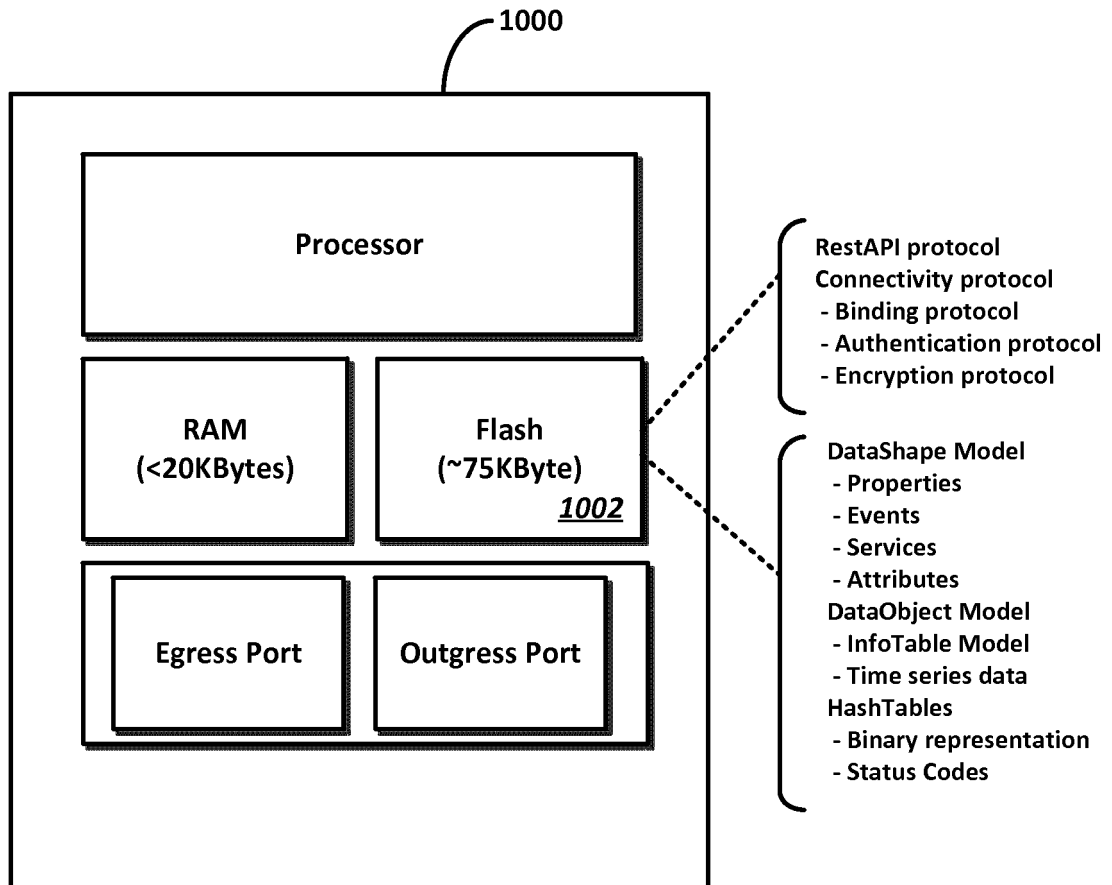 1000
Processor
RAM
(<20KBytes)
Flash
(~75KByte)
1002
Egress Port
Outgress Port
RestAPI protocol
Connectivity protocol
- Binding protocol
- Authentication protocol
- Encryption protocol
DataShape Model
- Properties
- Events
- Services
- Attributes
DataObject Model
- InfoTable Model
- Time series data
HashTables
- Binary representation
- Status Codes